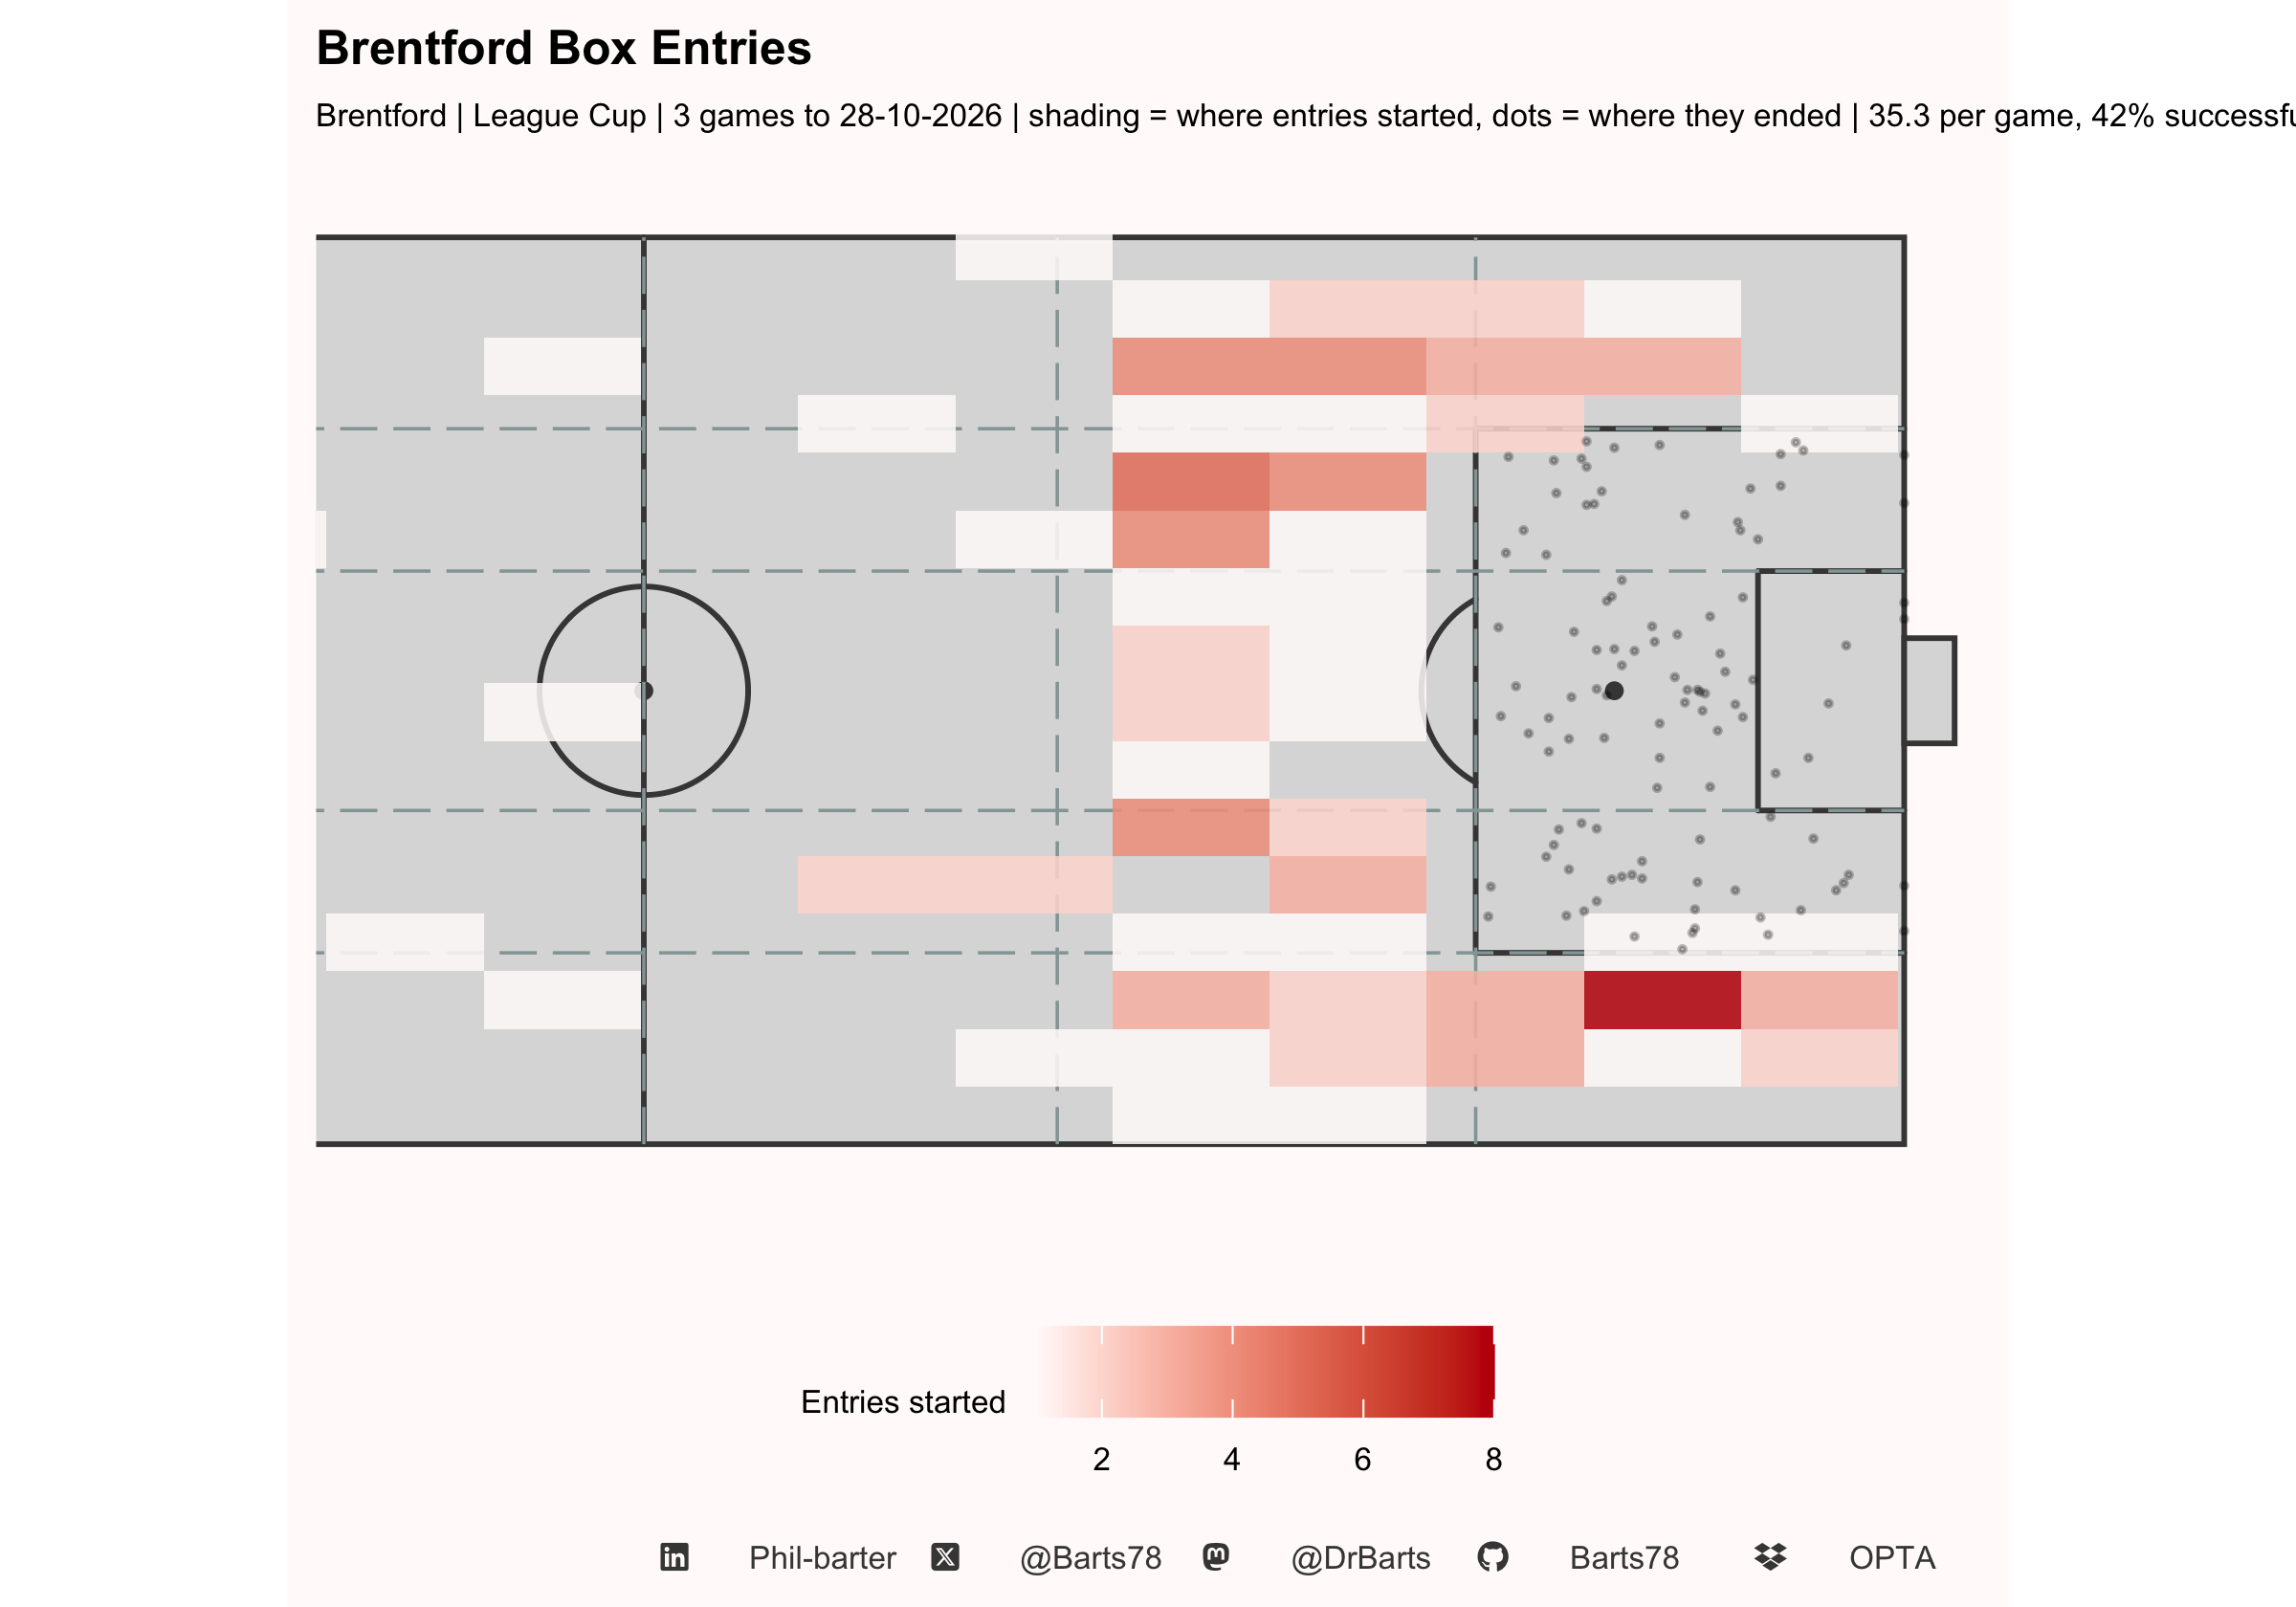 Brentford Box Entries
Brentford | League Cup | 3 games to 28-10-2026 | shading = where entries started, dots = where they ended | 35.3 per game, 42%
Entries started
2 4 6 8
Phil-barter @Barts78 @DrBarts Barts78 OPTA